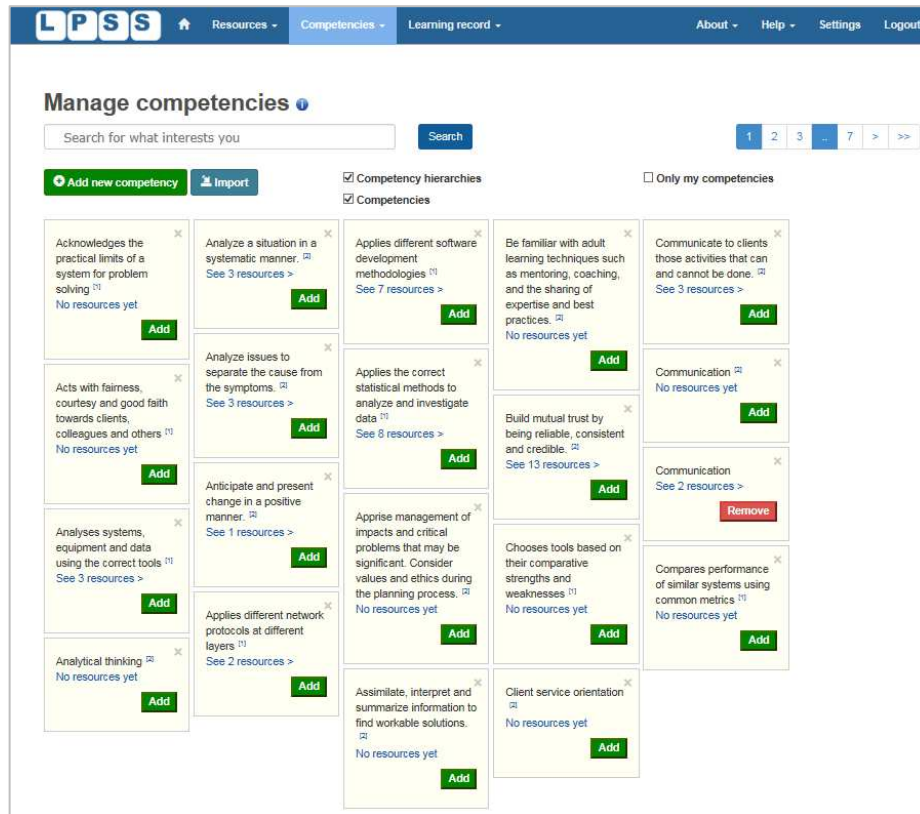 LPSS Resources Competencies Learning record About Help Settings Logout
Manage competencies
Search for what interests you Search 1 2 3 .. 7 > >>
Add new competency Import
Competency hierarchies
Competencies
Only my competencies
Acknowledges the
practical limits of a
system for problem
solving [1]
No resources yet
Add
Acts with fairness,
courtesy and good faith
towards clients,
colleagues and others [1]
No resources yet
Add
Analyses systems,
equipment and data
using the correct tools [1]
See 3 resources >
Add
Analytical thinking [2]
No resources yet
Add
Analyze a situation in a
systematic manner. [2]
See 3 resources >
Add
Analyze issues to
separate the cause from
the symptoms. [2]
See 3 resources >
Add
Anticipate and present
change in a positive
manner. [2]
See 1 resources >
Add
Applies different network
protocols at different
layers [1]
See 2 resources >
Add
Applies different software
development
methodologies [1]
See 7 resources >
Add
Applies the correct
statistical methods to
analyze and investigate
data [1]
See 8 resources >
Add
Apprise management of
impacts and critical
problems that may be
significant. Consider
values and ethics during
the planning process. [2]
No resources yet
Add
Assimilate, interpret and
summarize information to
find workable solutions.
[2]
No resources yet
Add
Be familiar with adult
learning techniques such
as mentoring, coaching,
and the sharing of
expertise and best
practices. [2]
No resources yet
Add
Build mutual trust by
being reliable, consistent
and credible. [2]
See 13 resources >
Add
Chooses tools based on
their comparative
strengths and
weaknesses [1]
No resources yet
Add
Client service orientation
[2]
No resources yet
Add
Communicate to clients
those activities that can
and cannot be done. [2]
See 3 resources >
Add
Communication [2]
No resources yet
Add
Communication
See 2 resources >
Remove
Compares performance
of similar systems using
common metrics [1]
No resources yet
Add